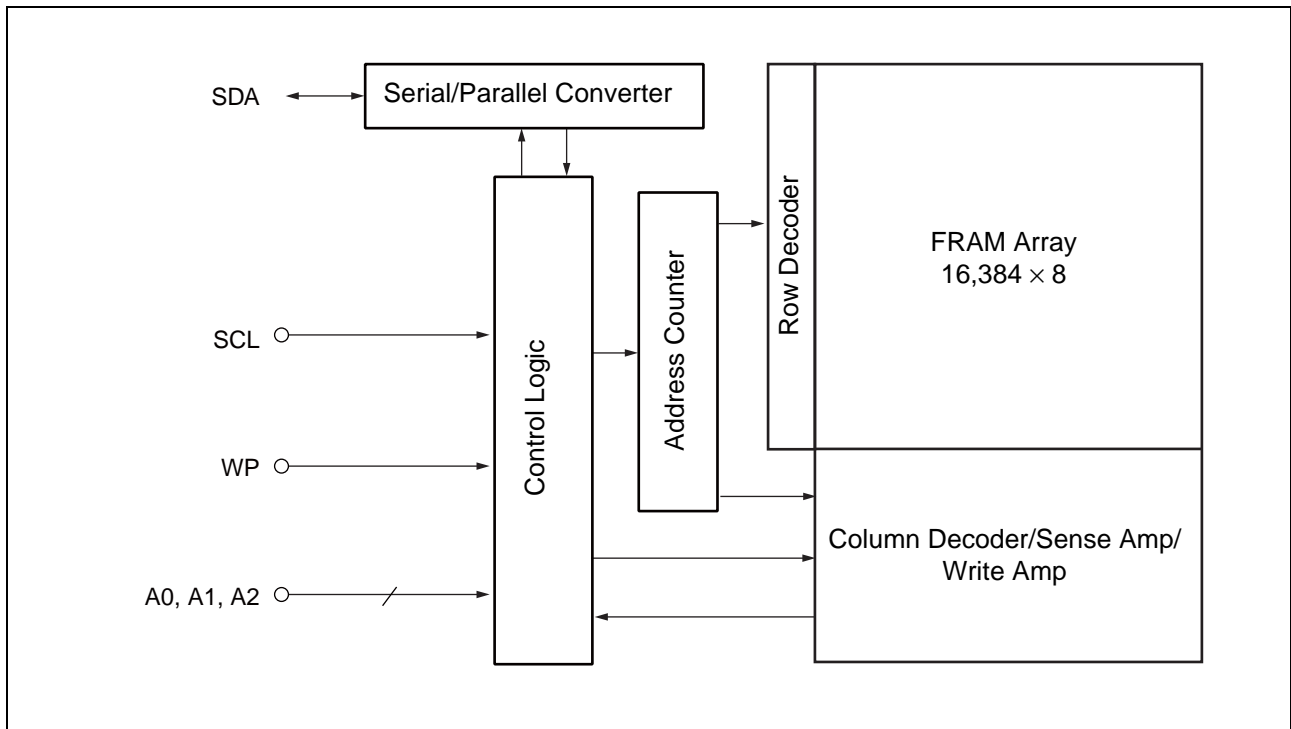 SDA
Serial/Parallel Converter
SCL
WP
A0, A1, A2
Control Logic
Address Counter
Row Decoder
FRAM Array
16,384 × 8
Column Decoder/Sense Amp/
Write Amp